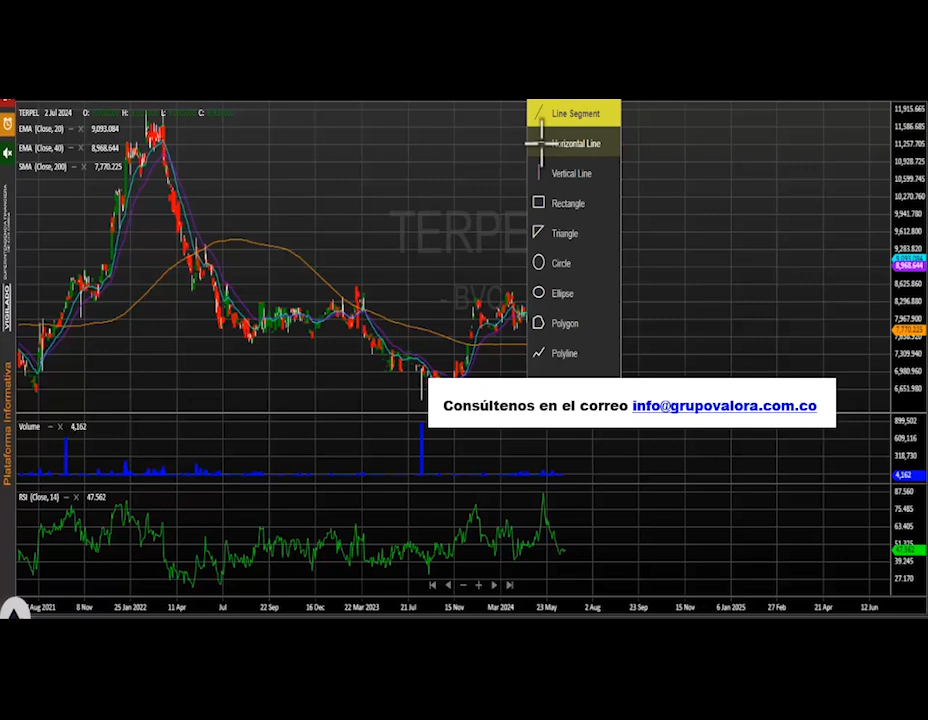 TERPEL 2 Jul 2024 O: H: L: C:
EMA (Close, 20) 9,093.084
EMA (Close, 40) 8,968.644
SMA (Close, 200) 7,770.225
TERPE
- BVC
Line Segment
Horizontal Line
Vertical Line
Rectangle
Triangle
Circle
Ellipse
Polygon
Polyline
11,915.665
11,586.685
11,257.705
10,928.725
10,599.745
10,270.760
9,941.780
9,612.800
9,283.820
8,968.644
8,625.860
8,296.880
7,967.900
7,770.225
7,309.940
6,980.960
6,651.980
Consúltenos en el correo info@grupovalora.com.co
Volume 4,162
899,502
609,116
318,730
4,162
RSI (Close, 14) 47.562
87.560
75.485
63.405
47.562
39.245
27.170
Aug 2021 8 Nov 25 Jan 2022 11 Apr Jul 22 Sep 16 Dec 22 Mar 2023 21 Jul 15 Nov Mar 2024 23 May 2 Aug 23 Sep 15 Nov 6 Jan 2025 27 Feb 21 Apr 12 Jun
Plataforma Informativa
VIGILADO SUPERINTENDENCIA FINANCIERA